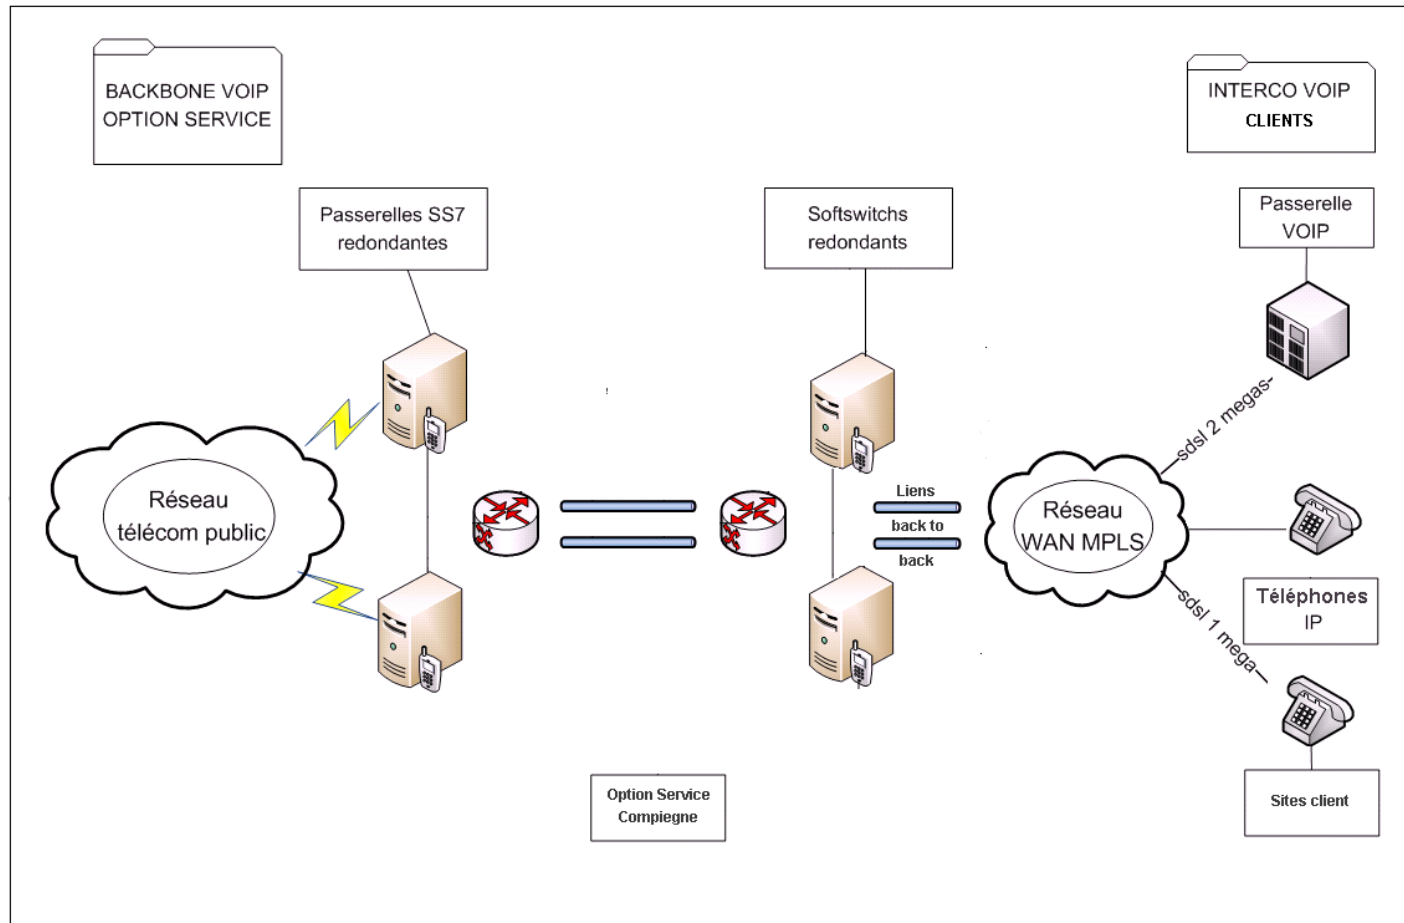 BACKBONE VOIP
OPTION SERVICE
INTERCO VOIP
CLIENTS
Passerelles SS7
redondantes
Softswitchs
redondants
Passerelle
VOIP
sdsl 2 megas
Réseau
télécom public
Liens
back to
back
Réseau
WAN MPLS
Téléphones
IP
sdsl 1 mega
Option Service
Compiegne
Sites client